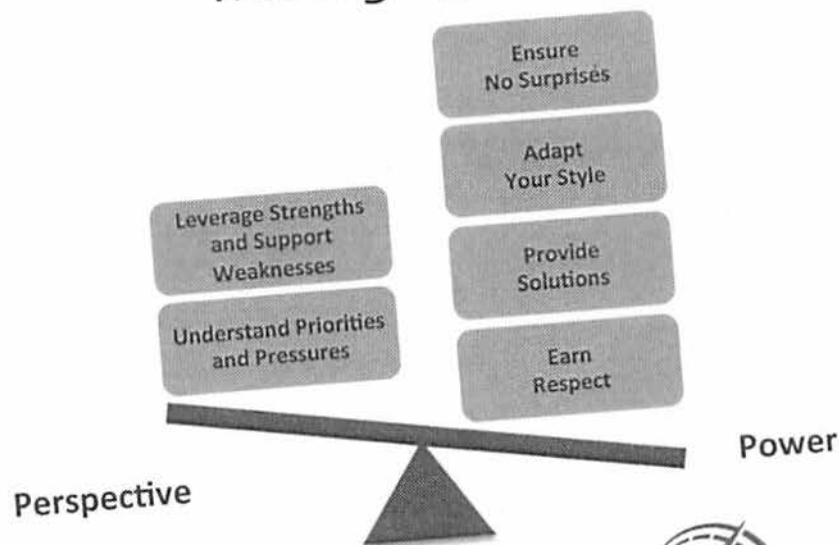 Ensure
No Surprises
Adapt
Your Style
Leverage Strengths
and Support
Weaknesses
Provide
Solutions
Understand Priorities
and Pressures
Earn
Respect
Power
Perspective